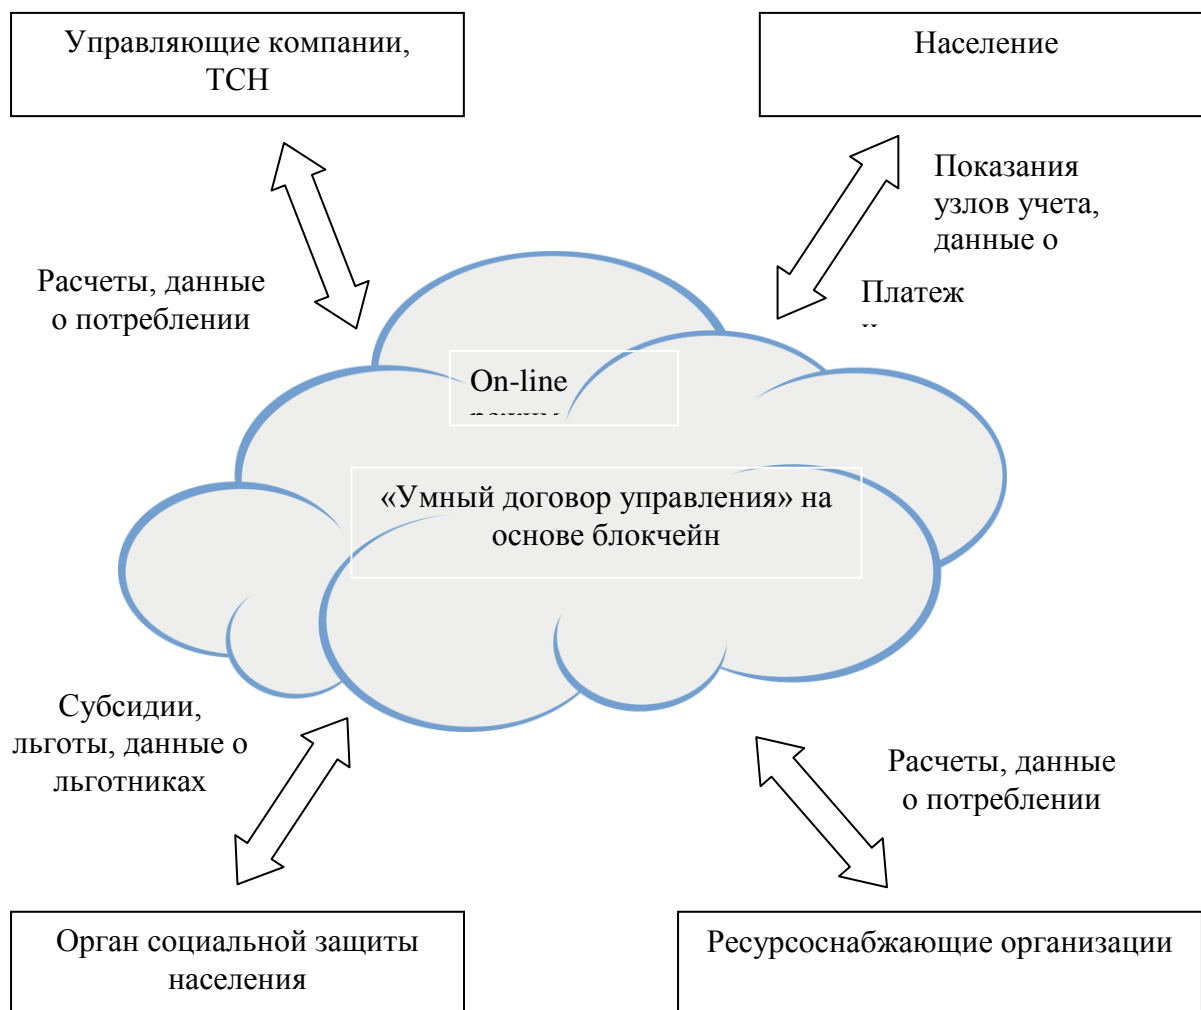 Управляющие компании,
ТСН
Население
Показания
узлов учета,
данные о
Платеж
Расчеты, данные
о потреблении
On-line
«Умный договор управления» на
основе блокчейн
Субсидии,
льготы, данные о
льготниках
Расчеты, данные
о потреблении
Орган социальной защиты
населения
Ресурсоснабжающие организации